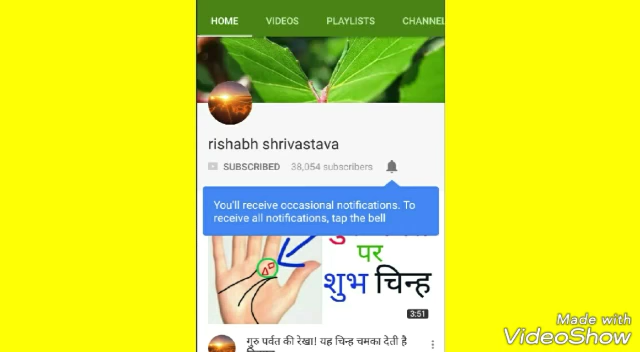 HOME VIDEOS PLAYLISTS CHANNEL
rishabh shrivastava
SUBSCRIBED 38,054 subscribers
You'll receive occasional notifications. To
receive all notifications, tap the bell
पर
शुभ चिन्ह
3:51
गुरु पर्वत की रेखा! यह चिन्ह चमका देती है
Made with
VideoShow